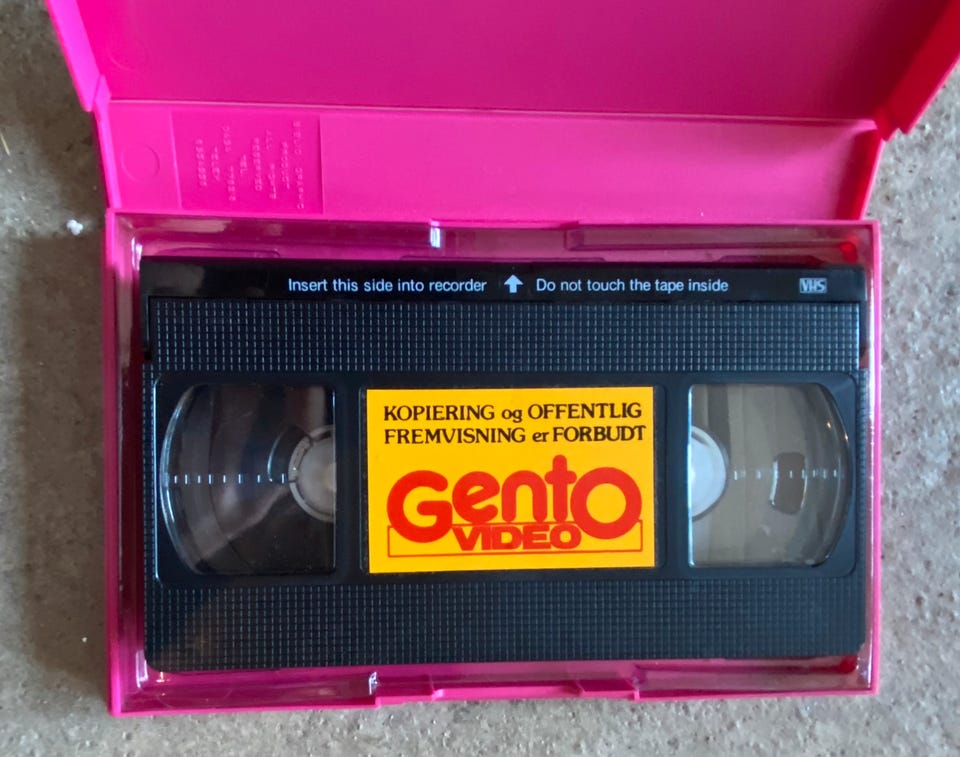 Insert this side into recorder ⬆ Do not touch the tape inside VHS
KOPIERING og OFFENTLIG
FREMVISNING er FORBUDT
Gento
VIDEO